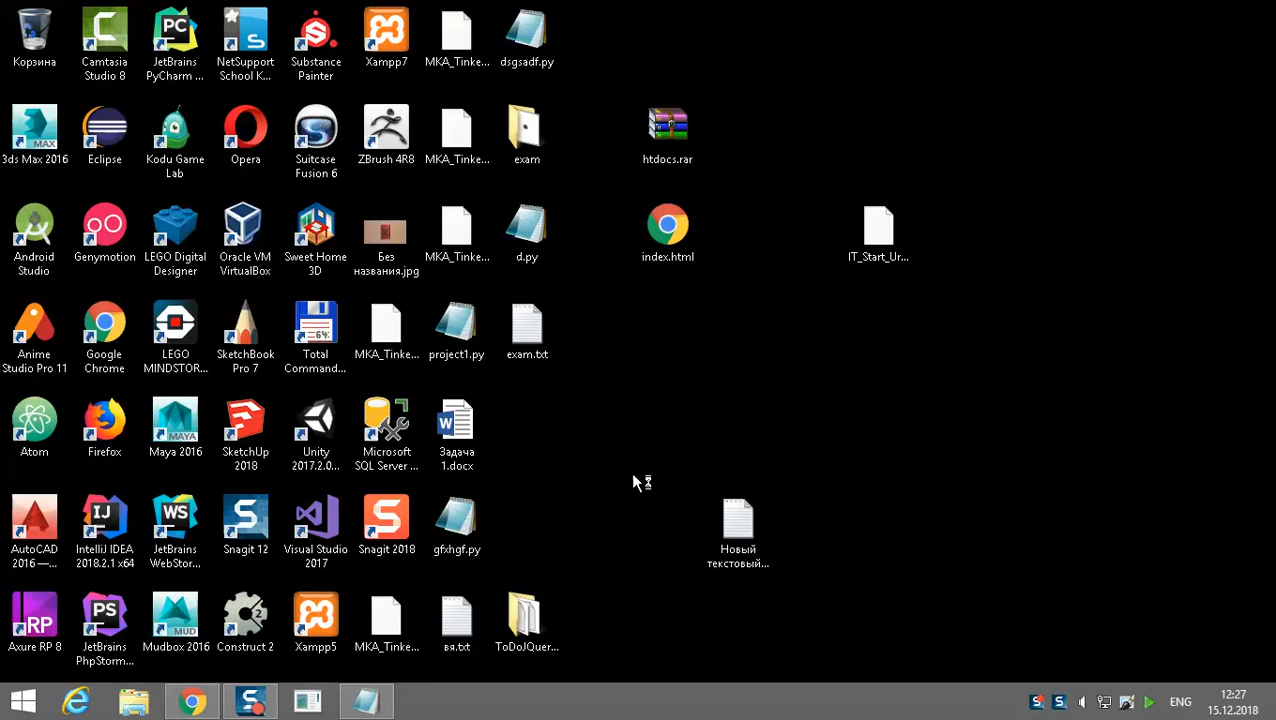 Корзина
Camtasia
Studio 8
JetBrains
PyCharm ...
NetSupport
School K...
Substance
Painter
Xampp7
MKA_Tinke...
dsgsadf.py
3ds Max 2016
Eclipse
Kodu Game
Lab
Opera
Suitcase
Fusion 6
ZBrush 4R8
MKA_Tinke...
exam
htdocs.rar
Android
Studio
Genymotion
LEGO Digital
Designer
Oracle VM
VirtualBox
Sweet Home
3D
Без
названия.jpg
MKA_Tinke...
d.py
index.html
IT_Start_Ur...
Anime
Studio Pro 11
Google
Chrome
LEGO
MINDSTOR...
SketchBook
Pro 7
Total
Comman​d...
MKA_Tinke...
project1.py
exam.txt
Atom
Firefox
Maya 2016
SketchUp
2018
Unity
2017.2.0...
Microsoft
SQL Server ...
Задача
1.docx
AutoCAD
2016 —...
IntelliJ IDEA
2018.2.1 x64
JetBrains
WebStor...
Snagit 12
Visual Studio
2017
Snagit 2018
gfxhgf.py
Новый
текстовый...
Axure RP 8
JetBrains
PhpStorm...
Mudbox 2016
Construct 2
Xampp5
MKA_Tinke...
вя.txt
ToDoJQuer...
ENG
12:27
15.12.2018